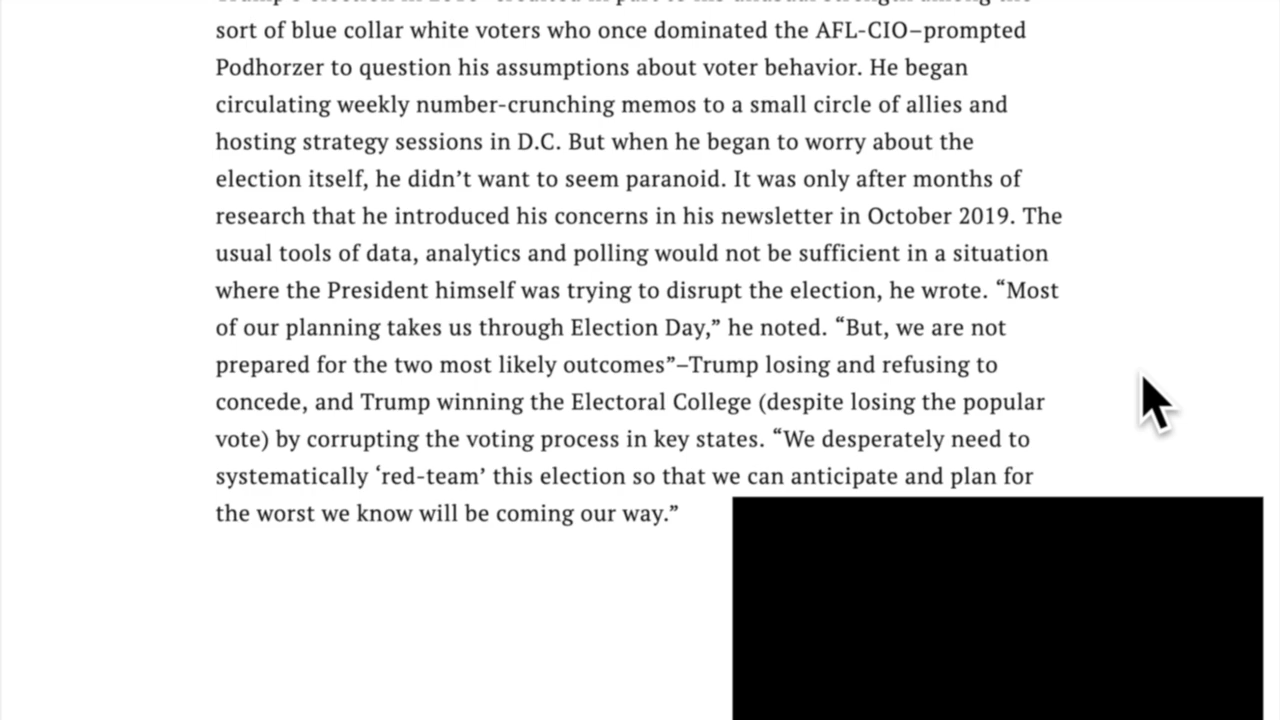 sort of blue collar white voters who once dominated the AFL-CIO–prompted
Podhorzer to question his assumptions about voter behavior. He began
circulating weekly number-crunching memos to a small circle of allies and
hosting strategy sessions in D.C. But when he began to worry about the
election itself, he didn’t want to seem paranoid. It was only after months of
research that he introduced his concerns in his newsletter in October 2019. The
usual tools of data, analytics and polling would not be sufficient in a situation
where the President himself was trying to disrupt the election, he wrote. “Most
of our planning takes us through Election Day,” he noted. “But, we are not
prepared for the two most likely outcomes”–Trump losing and refusing to
concede, and Trump winning the Electoral College (despite losing the popular
vote) by corrupting the voting process in key states. “We desperately need to
systematically ‘red-team’ this election so that we can anticipate and plan for
the worst we know will be coming our way.”